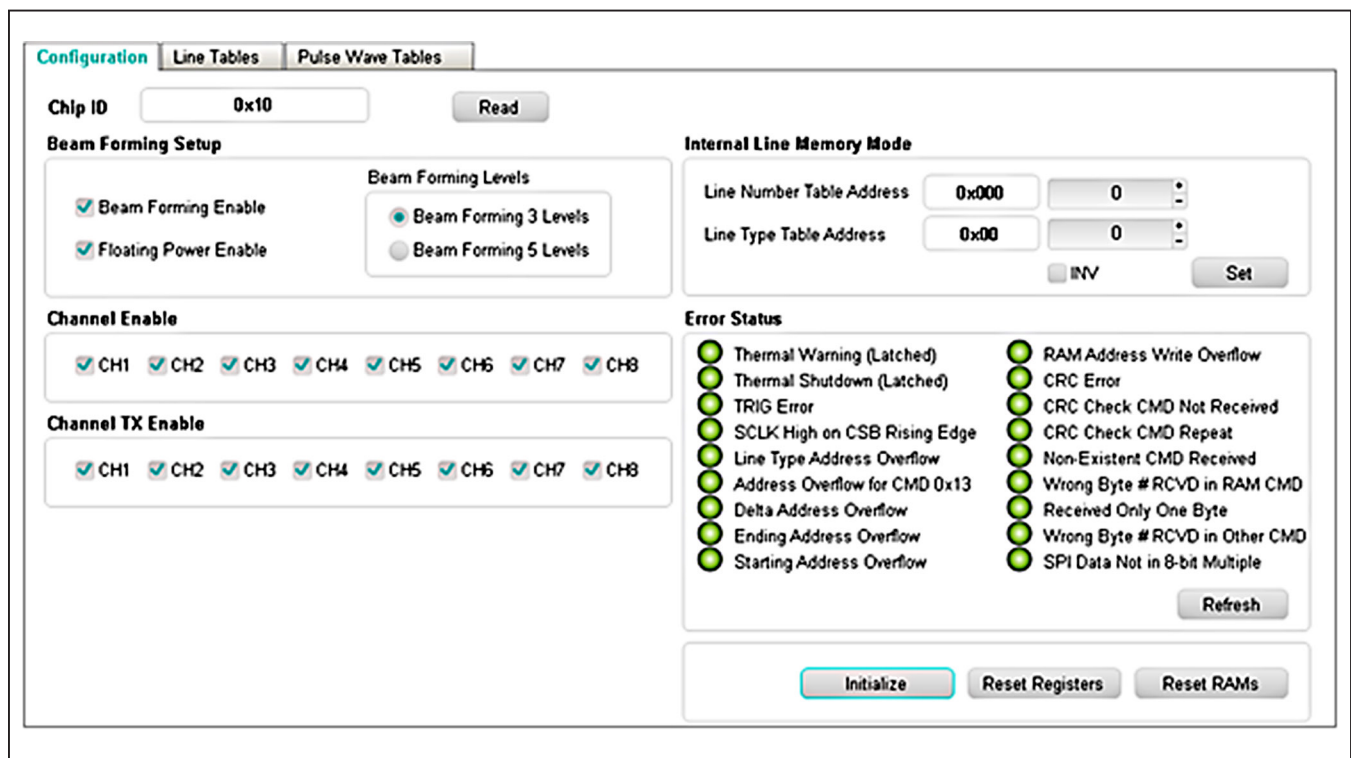 Configuration Line Tables Pulse Wave Tables
Chip ID 0x10 Read
Beam Forming Setup
Beam Forming Enable
Floating Power Enable
Beam Forming Levels
Beam Forming 3 Levels
Beam Forming 5 Levels
Channel Enable
CH1 CH2 CH3 CH4 CH5 CH6 CH7 CH8
Channel TX Enable
CH1 CH2 CH3 CH4 CH5 CH6 CH7 CH8
Internal Line Memory Mode
Line Number Table Address 0x000 0
Line Type Table Address 0x00 0
INV Set
Error Status
Thermal Warning (Latched)
Thermal Shutdown (Latched)
TRIG Error
SCLK High on CSB Rising Edge
Line Type Address Overflow
Address Overflow for CMD 0x13
Delta Address Overflow
Ending Address Overflow
Starting Address Overflow
RAM Address Write Overflow
CRC Error
CRC Check CMD Not Received
CRC Check CMD Repeat
Non-Existent CMD Received
Wrong Byte # RCVD in RAM CMD
Received Only One Byte
Wrong Byte # RCVD in Other CMD
SPI Data Not in 8-bit Multiple
Refresh
Initialize Reset Registers Reset RAMs